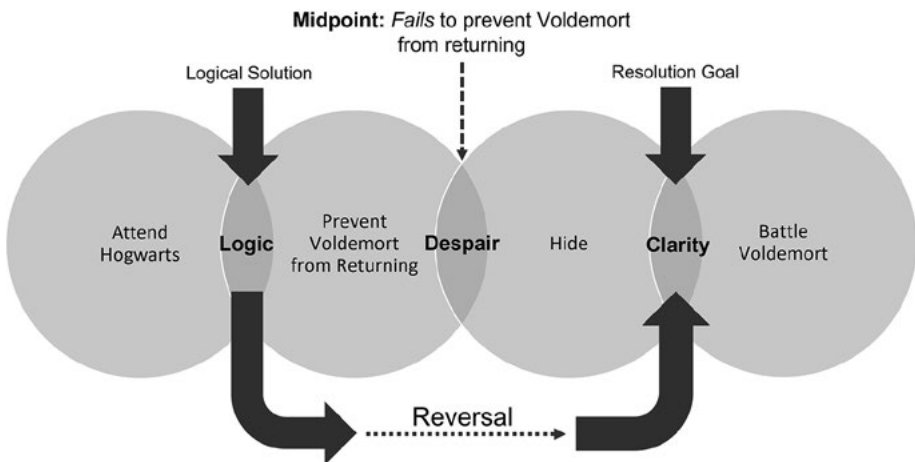 Midpoint: Fails to prevent Voldemort
from returning
Logical Solution
Resolution Goal
Attend
Hogwarts
Logic
Prevent
Voldemort
from Returning
Despair
Hide
Clarity
Battle
Voldemort
Reversal